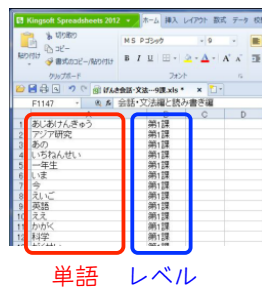 Kingsoft Spreadsheets 2012
ホーム 挿入 レイアウト 数式 データ
貼り付け
切り取り
コピー
書式のコピー/貼り付け
クリップボード
MS Pゴシック 9
B I U A A A
フォント
げんき会話・文法…9課.xls *
F1147 fx 会話・文法編と読み書き編
C D
1 あじあけんきゅう 第1課
2 アジア研究 第1課
3 あの 第1課
4 いちねんせい 第1課
5 一年生 第1課
6 いま 第1課
7 今 第1課
8 えいご 第1課
9 英語 第1課
10 ええ 第1課
11 かがく 第1課
12 科学 第1課
単語 レベル